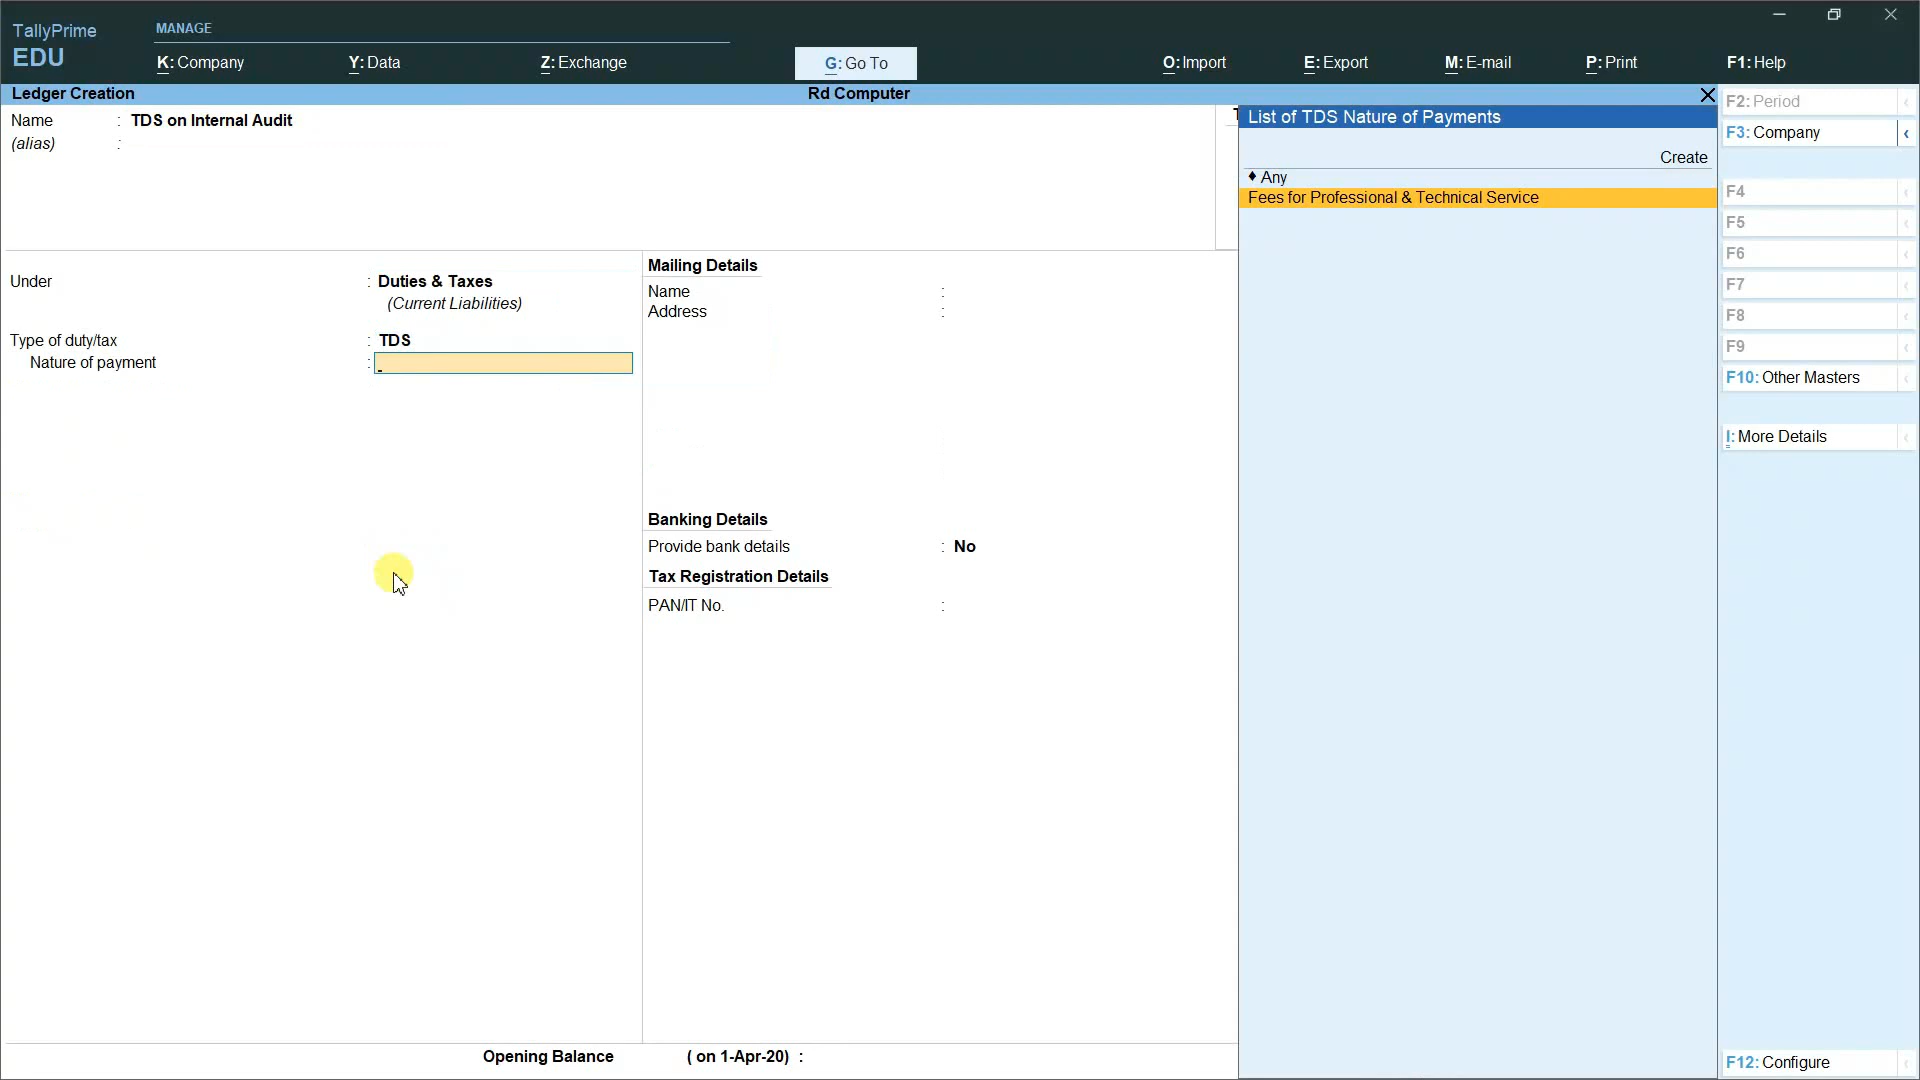 TallyPrime
EDU
MANAGE
K: Company
Y: Data
Z: Exchange
G: Go To
O: Import
E: Export
M: E-mail
P: Print
F1: Help
Ledger Creation
Rd Computer
Name : TDS on Internal Audit
(alias) :
Under : Duties & Taxes
(Current Liabilities)
Type of duty/tax : TDS
Nature of payment :
Mailing Details
Name :
Address :
Banking Details
Provide bank details : No
Tax Registration Details
PAN/IT No. :
Opening Balance ( on 1-Apr-20) :
List of TDS Nature of Payments
Create
♦ Any
Fees for Professional & Technical Service
F2: Period
F3: Company
F4
F5
F6
F7
F8
F9
F10: Other Masters
I: More Details
F12: Configure